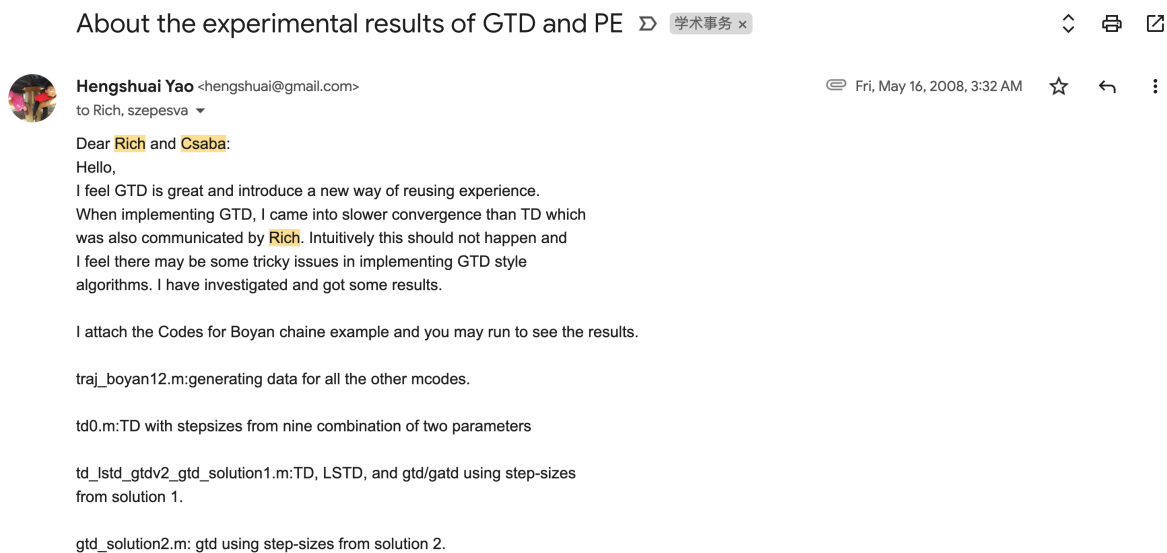 About the experimental results of GTD and PE 学术事务 ×
Hengshuai Yao <hengshuai@gmail.com> Fri, May 16, 2008, 3:32 AM
to Rich, szepesva
Dear Rich and Csaba:
Hello,
I feel GTD is great and introduce a new way of reusing experience.
When implementing GTD, I came into slower convergence than TD which
was also communicated by Rich. Intuitively this should not happen and
I feel there may be some tricky issues in implementing GTD style
algorithms. I have investigated and got some results.
I attach the Codes for Boyan chaine example and you may run to see the results.
traj_boyan12.m:generating data for all the other mcodes.
td0.m:TD with stepsizes from nine combination of two parameters
td_lstd_gtdv2_gtd_solution1.m:TD, LSTD, and gtd/gatd using step-sizes
from solution 1.
gtd_solution2.m: gtd using step-sizes from solution 2.